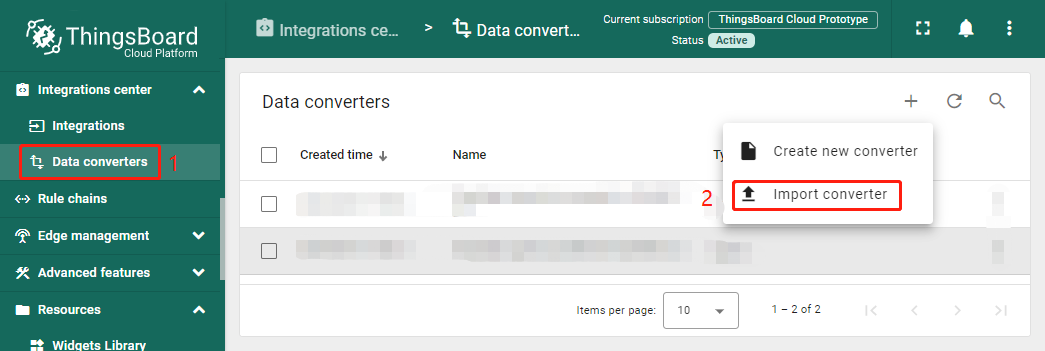 ThingsBoard
Cloud Platform
Integrations center
Integrations
Data converters
1
Rule chains
Edge management
Advanced features
Resources
Widgets Library
Integrations ce...
>
Data convert...
Current subscription ThingsBoard Cloud Prototype
Status Active
Data converters
Created time Name
Create new converter
2 Import converter
Items per page: 10 1 – 2 of 2